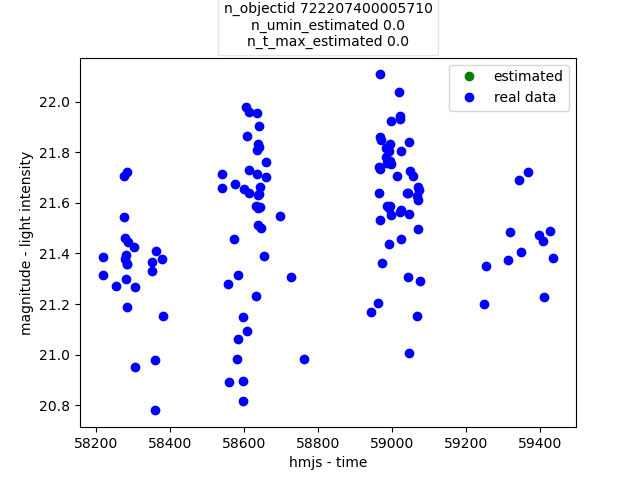 n_objectid 722207400005710
n_umin_estimated 0.0
n_t_max_estimated 0.0
estimated
real data
magnitude - light intensity
22.0
21.8
21.6
21.4
21.2
21.0
20.8
58200 58400 58600 58800 59000 59200 59400
hmjs - time